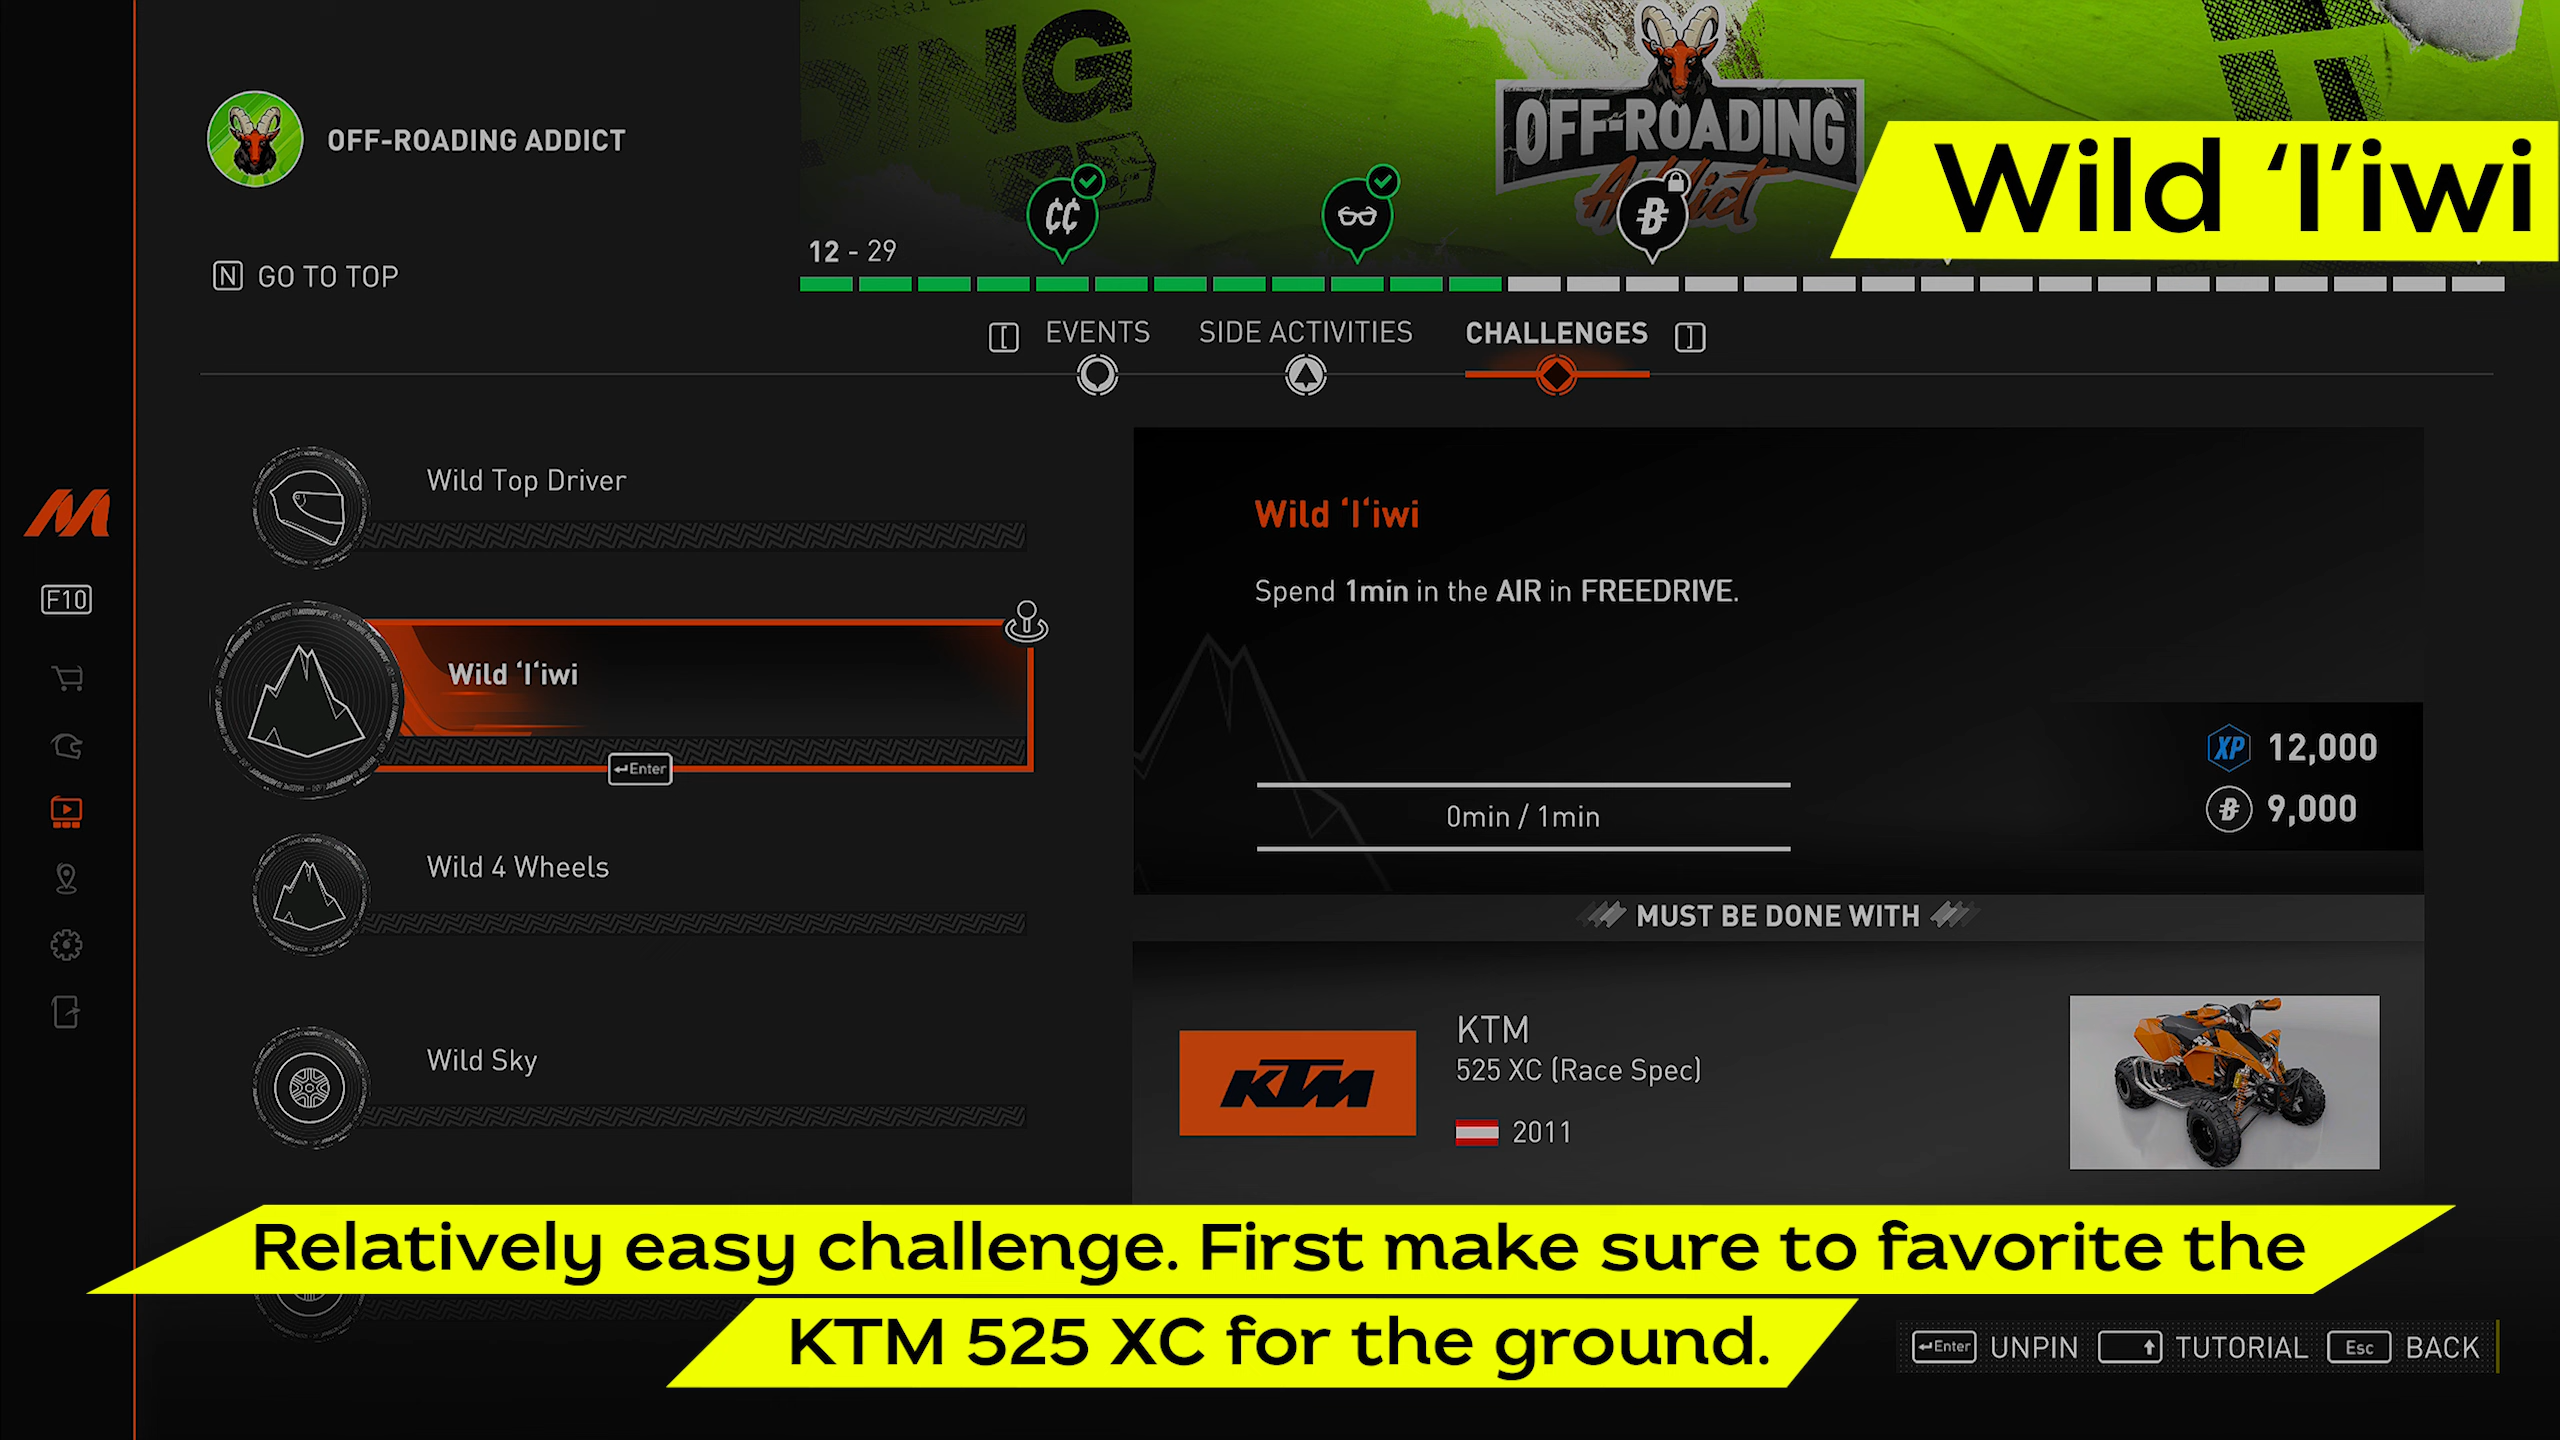 OFF-ROADING ADDICT
OFF-ROADING
Addict
Wild ‘I’iwi
12 - 29
N GO TO TOP
[ EVENTS SIDE ACTIVITIES CHALLENGES ]
F10
Wild Top Driver
Wild ‘I‘iwi
Enter
Wild 4 Wheels
Wild Sky
Wild ‘I‘iwi
Spend 1min in the AIR in FREEDRIVE.
0min / 1min
XP 12,000
9,000
MUST BE DONE WITH
KTM
KTM
525 XC (Race Spec)
2011
Relatively easy challenge. First make sure to favorite the
KTM 525 XC for the ground.
Enter UNPIN TUTORIAL Esc BACK